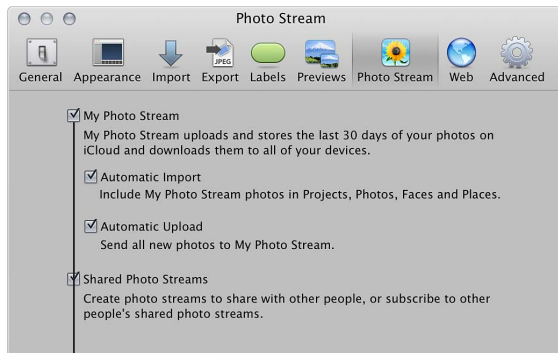 Photo Stream
JPEG
General Appearance Import Export Labels Previews Photo Stream Web Advanced
My Photo Stream
My Photo Stream uploads and stores the last 30 days of your photos on
iCloud and downloads them to all of your devices.
Automatic Import
Include My Photo Stream photos in Projects, Photos, Faces and Places.
Automatic Upload
Send all new photos to My Photo Stream.
Shared Photo Streams
Create photo streams to share with other people, or subscribe to other
people's shared photo streams.